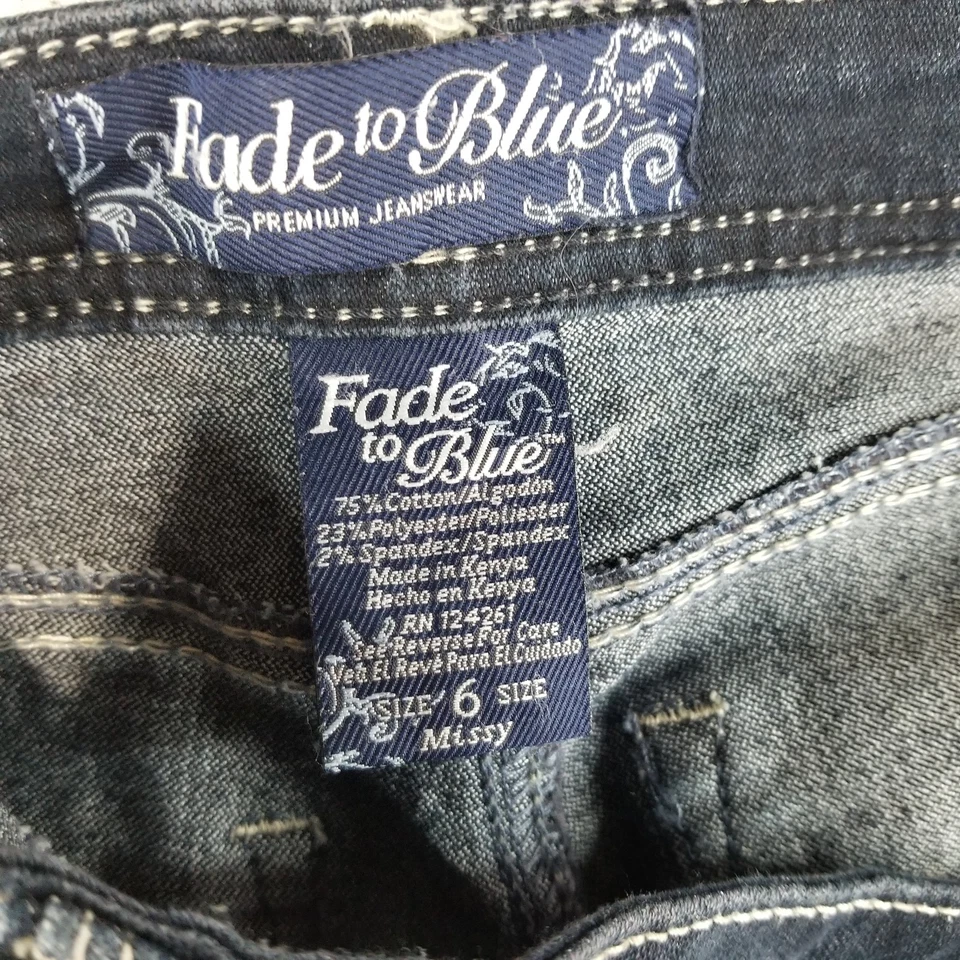 Fade to Blue
PREMIUM JEANSWEAR
Fade
to Blue™
75% Cotton/Algodón
23% Polyester/Poliester
2% Spandex/Spandex
Made in Kenya
Hecho en Kenya
RN 124261
See Reverse For Care
Vea El Revé Para El Cuidado
SIZE 6 SIZE
Missy